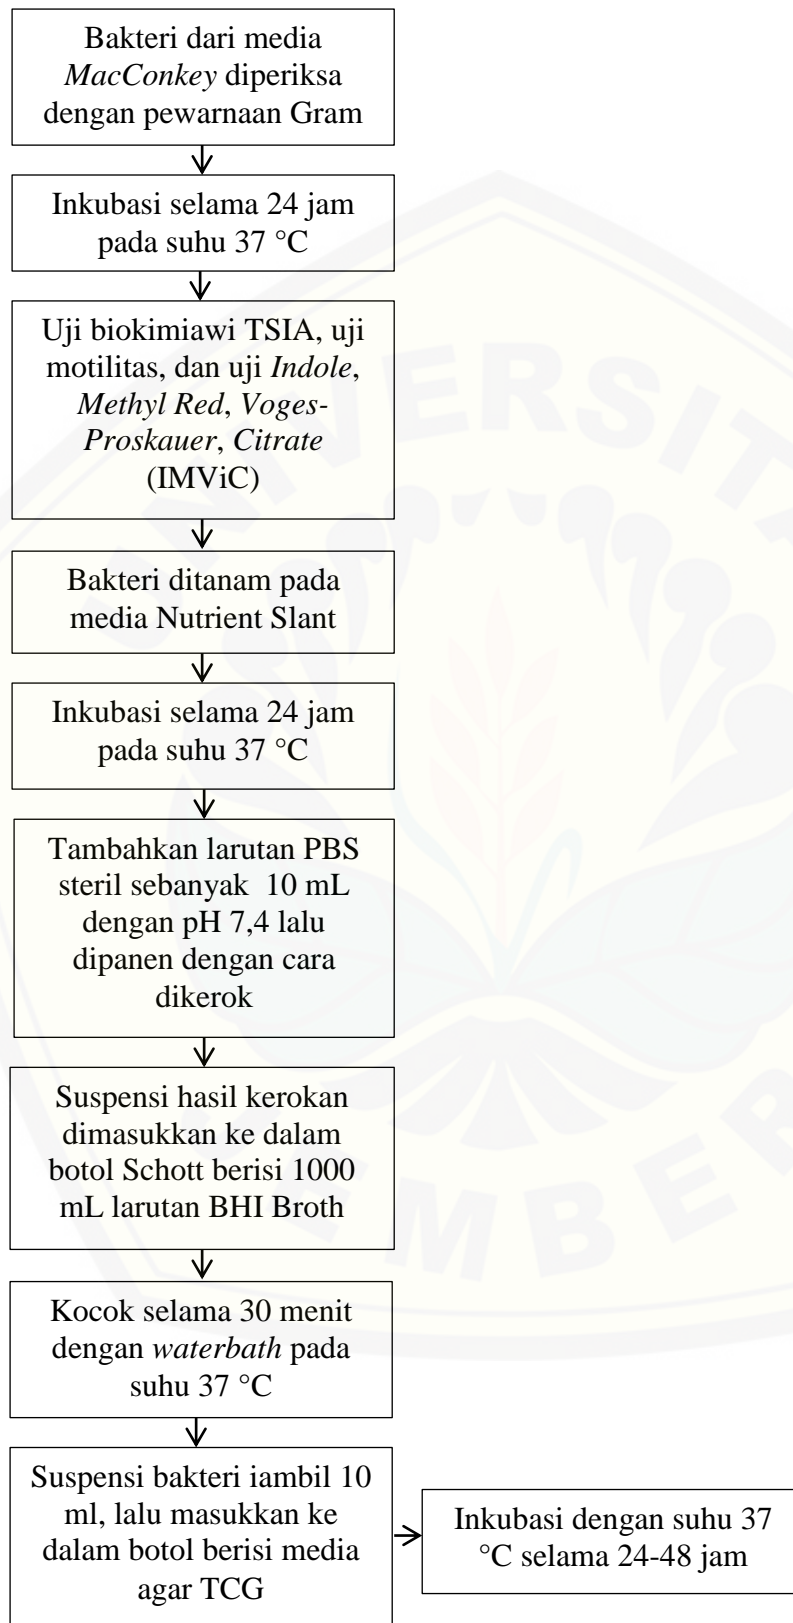 Bakteri dari media
MacConkey diperiksa
dengan pewarnaan Gram
Inkubasi selama 24 jam
pada suhu 37 °C
Uji biokimiawi TSIA, uji
motilitas, dan uji Indole,
Methyl Red, Voges-
Proskauer, Citrate
(IMViC)
Bakteri ditanam pada
media Nutrient Slant
Inkubasi selama 24 jam
pada suhu 37 °C
Tambahkan larutan PBS
steril sebanyak 10 mL
dengan pH 7,4 lalu
dipanen dengan cara
dikerok
Suspensi hasil kerokan
dimasukkan ke dalam
botol Schott berisi 1000
mL larutan BHI Broth
Kocok selama 30 menit
dengan waterbath pada
suhu 37 °C
Suspensi bakteri iambil 10
ml, lalu masukkan ke
dalam botol berisi media
agar TCG
Inkubasi dengan suhu 37
°C selama 24-48 jam
UNIVERSITA
EMBER